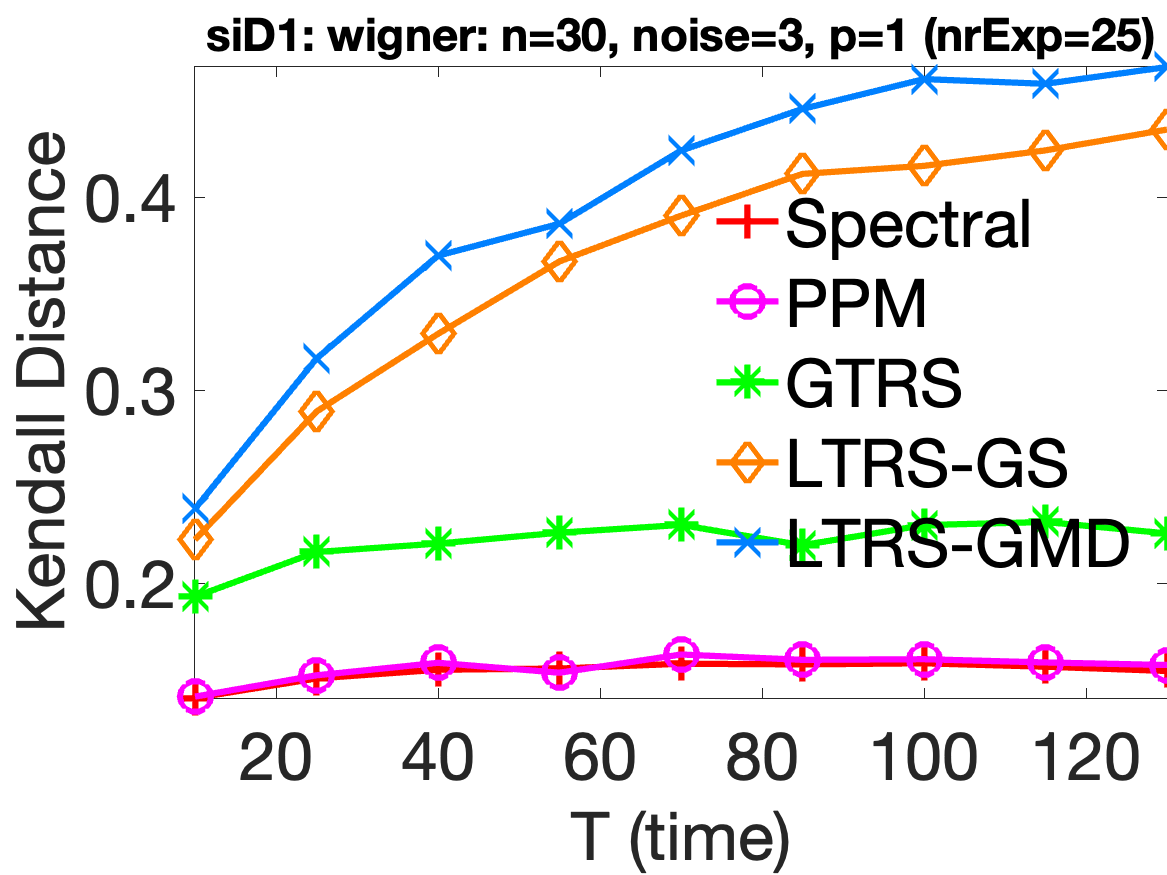 siD1: wigner: n=30, noise=3, p=1 (nrExp=25)
Kendall Distance
0.4
0.3
0.2
Spectral
PPM
GTRS
LTRS-GS
LTRS-GMD
20 40 60 80 100 120
T (time)